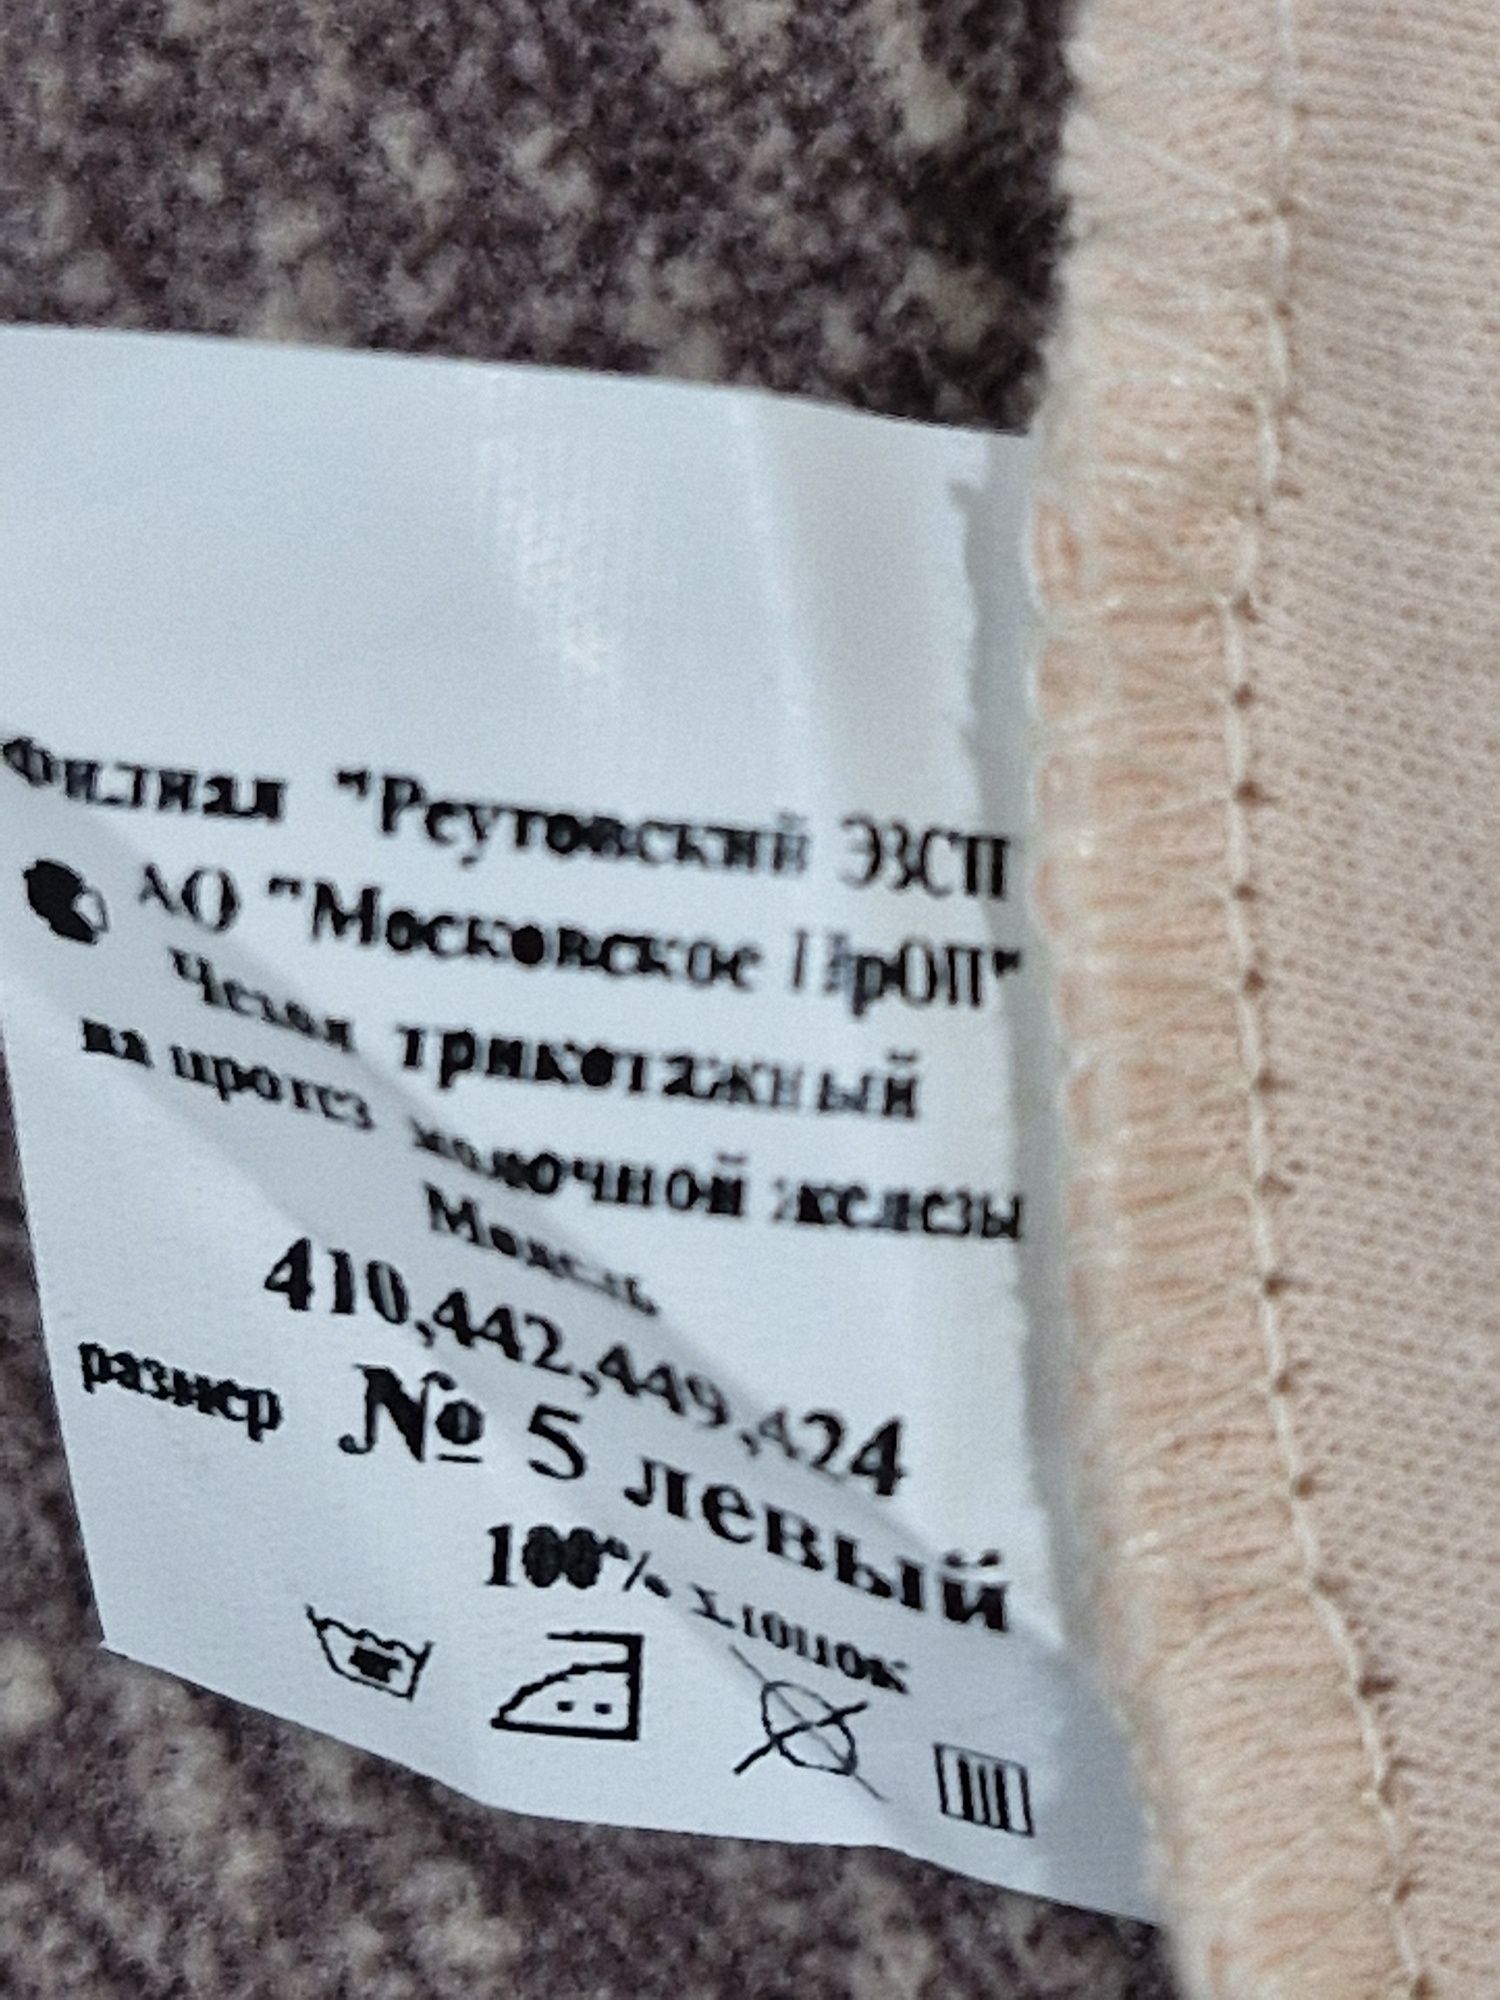 Филиал "Реутовский ЭЗСП
АО "Московское ПрОП"
Чехол трикотажный
на протез молочной железы
Модель
410,442,449,424
размер № 5 левый
100% хлопок